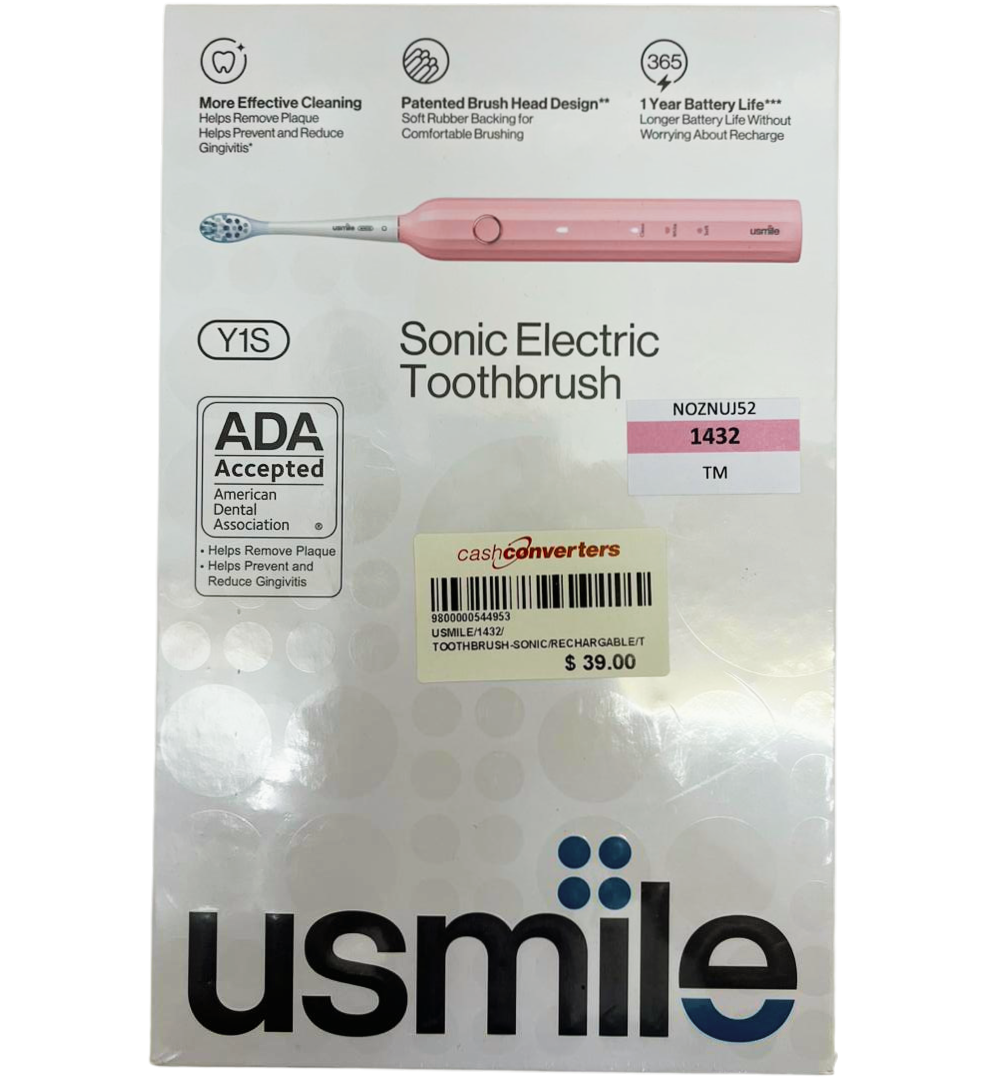 365
More Effective Cleaning
Helps Remove Plaque
Helps Prevent and Reduce
Gingivitis*
Patented Brush Head Design**
Soft Rubber Backing for
Comfortable Brushing
1 Year Battery Life***
Longer Battery Life Without
Worrying About Recharge
usmile
Clean
White
Soft
usmile
Y1S
Sonic Electric
Toothbrush
ADA
Accepted
American
Dental
Association ®
• Helps Remove Plaque
• Helps Prevent and
Reduce Gingivitis
NOZNUJ52
1432
TM
cashconverters
9800000544953
USMILE/1432/
TOOTHBRUSH-SONIC/RECHARGABLE/T
$ 39.00
usmile